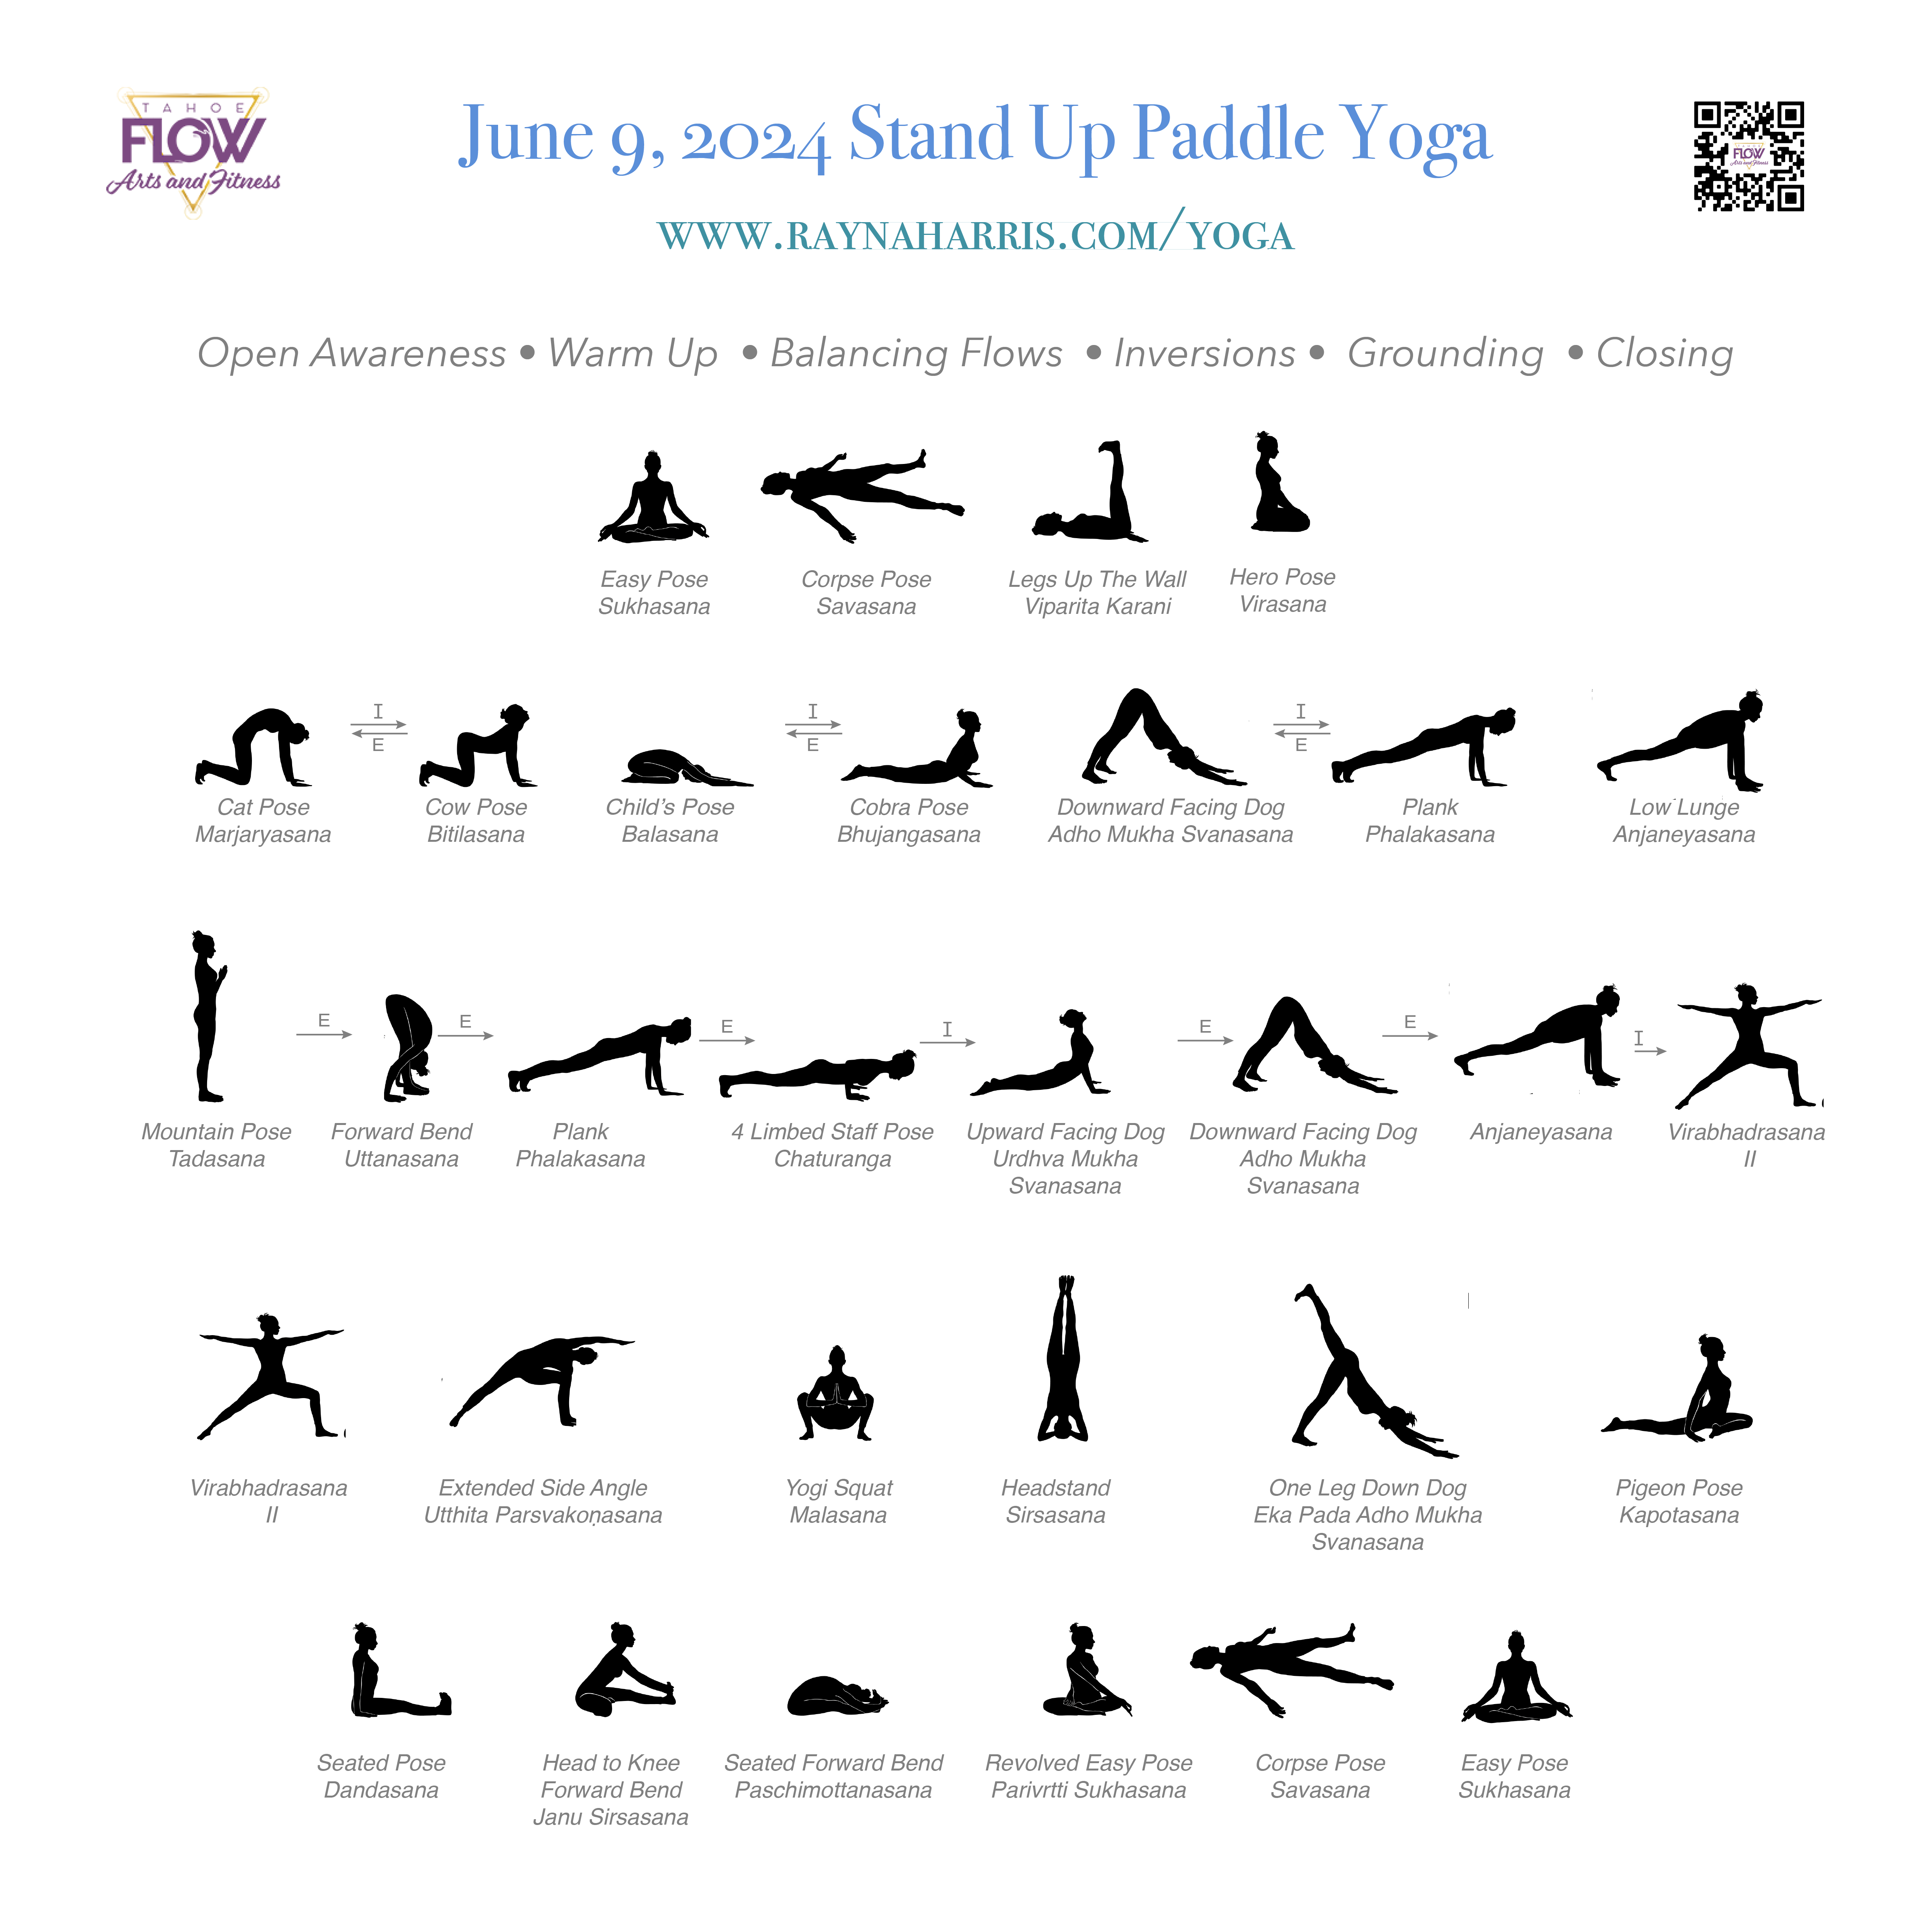 TAHOE
FLOW
Arts and Fitness
June 9, 2024 Stand Up Paddle Yoga
www.raynaharris.com/yoga
FLOW
Arts and Fitness
Open Awareness • Warm Up • Balancing Flows • Inversions • Grounding • Closing
Easy Pose
Sukhasana
Corpse Pose
Savasana
Legs Up The Wall
Viparita Karani
Hero Pose
Virasana
I
E
I
E
I
E
Cat Pose
Marjaryasana
Cow Pose
Bitilasana
Child's Pose
Balasana
Cobra Pose
Bhujangasana
Downward Facing Dog
Adho Mukha Svanasana
Plank
Phalakasana
Low Lunge
Anjaneyasana
E
E
E
I
E
E
I
Mountain Pose
Tadasana
Forward Bend
Uttanasana
Plank
Phalakasana
4 Limbed Staff Pose
Chaturanga
Upward Facing Dog
Urdhva Mukha
Svanasana
Downward Facing Dog
Adho Mukha
Svanasana
Anjaneyasana
Virabhadrasana
II
Virabhadrasana
II
Extended Side Angle
Utthita Parsvakoṇasana
Yogi Squat
Malasana
Headstand
Sirsasana
One Leg Down Dog
Eka Pada Adho Mukha
Svanasana
Pigeon Pose
Kapotasana
Seated Pose
Dandasana
Head to Knee
Forward Bend
Janu Sirsasana
Seated Forward Bend
Paschimottanasana
Revolved Easy Pose
Parivrtti Sukhasana
Corpse Pose
Savasana
Easy Pose
Sukhasana